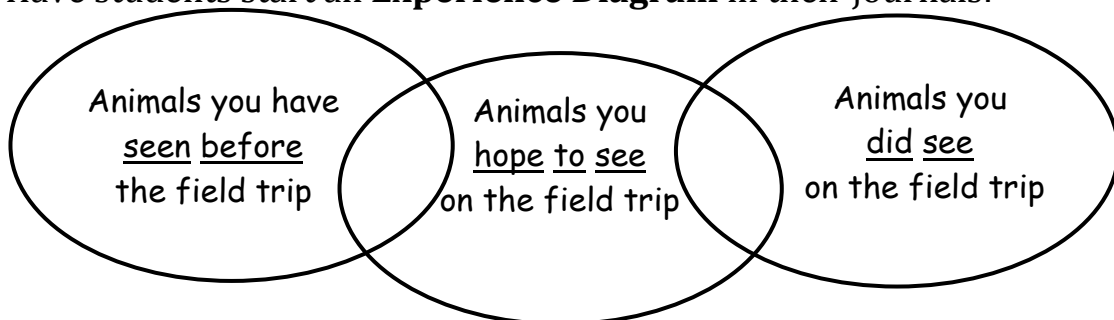 have students start an Experience Diagram in their journals:
Animals you have
seen before
the field trip
Animals you
hope to see
on the field trip
Animals you
did see
on the field trip